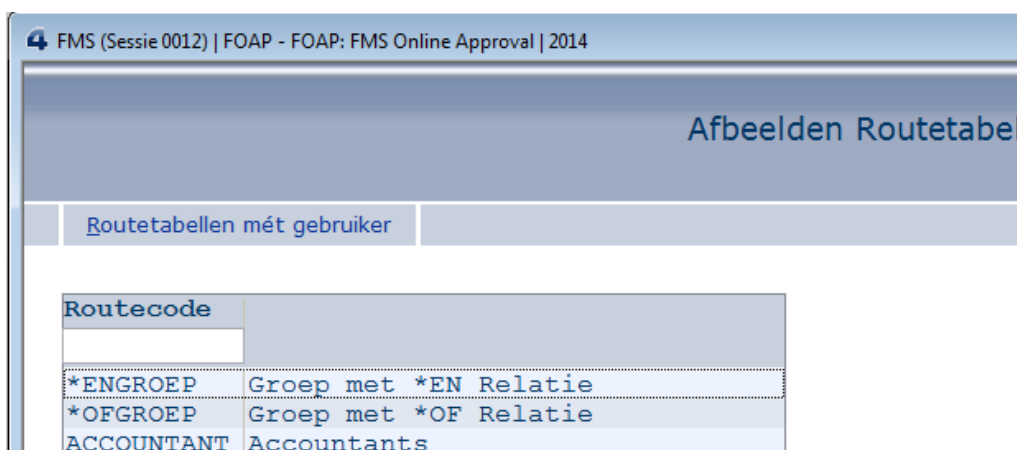 FMS (Sessie 0012) | FOAP - FOAP: FMS Online Approval | 2014
Afbeelden Routetabel
Routetabellen mét gebruiker
Routecode
*ENGROEP Groep met *EN Relatie
*OFGROEP Groep met *OF Relatie
ACCOUNTANT Accountants